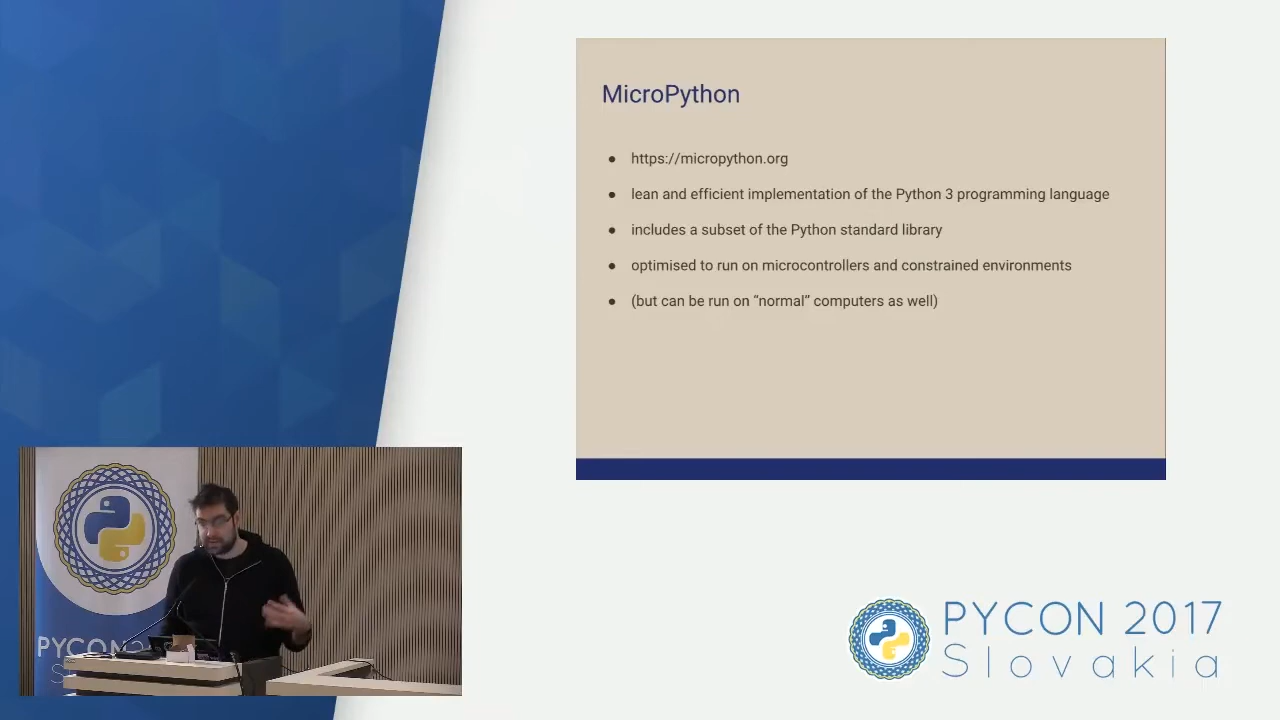 MicroPython
● https://micropython.org
● lean and efficient implementation of the Python 3 programming language
● includes a subset of the Python standard library
● optimised to run on microcontrollers and constrained environments
● (but can be run on “normal” computers as well)
PYCON
PYCON 2017
Slovakia